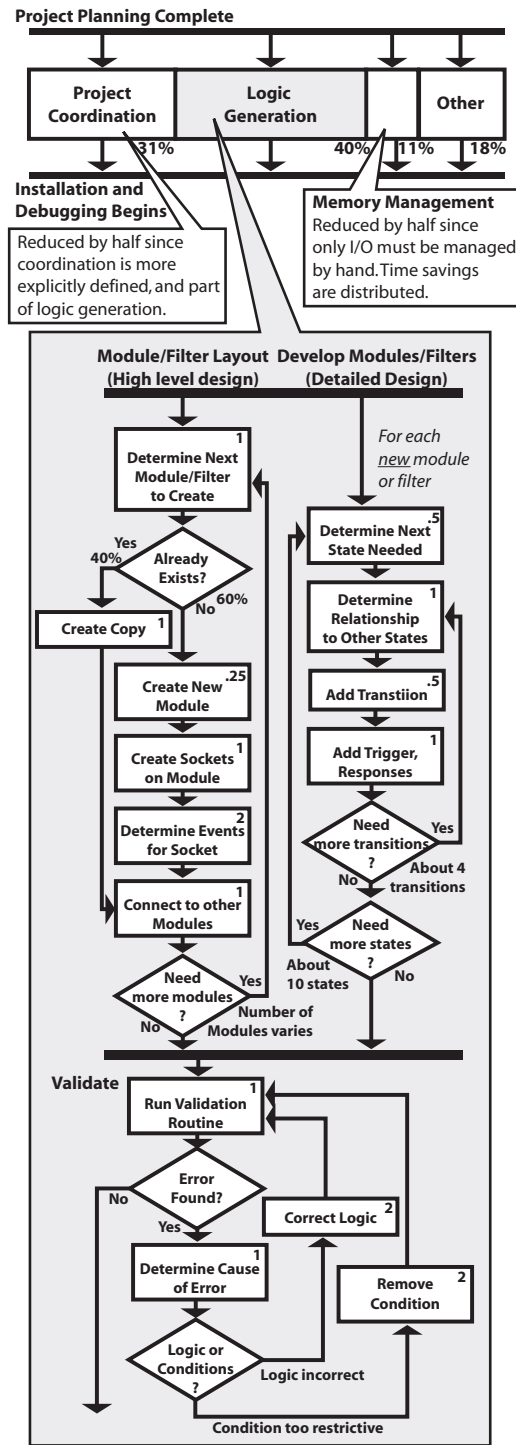 Project Planning Complete
Project
Coordination
Logic
Generation
Other
31%
40%
11%
18%
Installation and
Debugging Begins
Reduced by half since
coordination is more
explicitly defined, and part
of logic generation.
Memory Management
Reduced by half since
only I/O must be managed
by hand. Time savings
are distributed.
Module/Filter Layout
(High level design)
Develop Modules/Filters
(Detailed Design)
1
Determine Next
Module/Filter
to Create
Yes
40%
Already
Exists?
No
60%
Create Copy
1
.25
Create New
Module
1
Create Sockets
on Module
2
Determine Events
for Socket
1
Connect to other
Modules
Need
more modules
?
Yes
No
Number of
Modules varies
For each
new module
or filter
.5
Determine Next
State Needed
1
Determine
Relationship
to Other States
.5
Add Transtiion
1
Add Trigger,
Responses
Need
more transitions
?
Yes
No
About 4
transitions
Need
more states
?
Yes
About
10 states
No
Validate
1
Run Validation
Routine
Error
Found?
No
Yes
2
Correct Logic
1
Determine Cause
of Error
2
Remove
Condition
Logic or
Conditions
?
Logic incorrect
Condition too restrictive